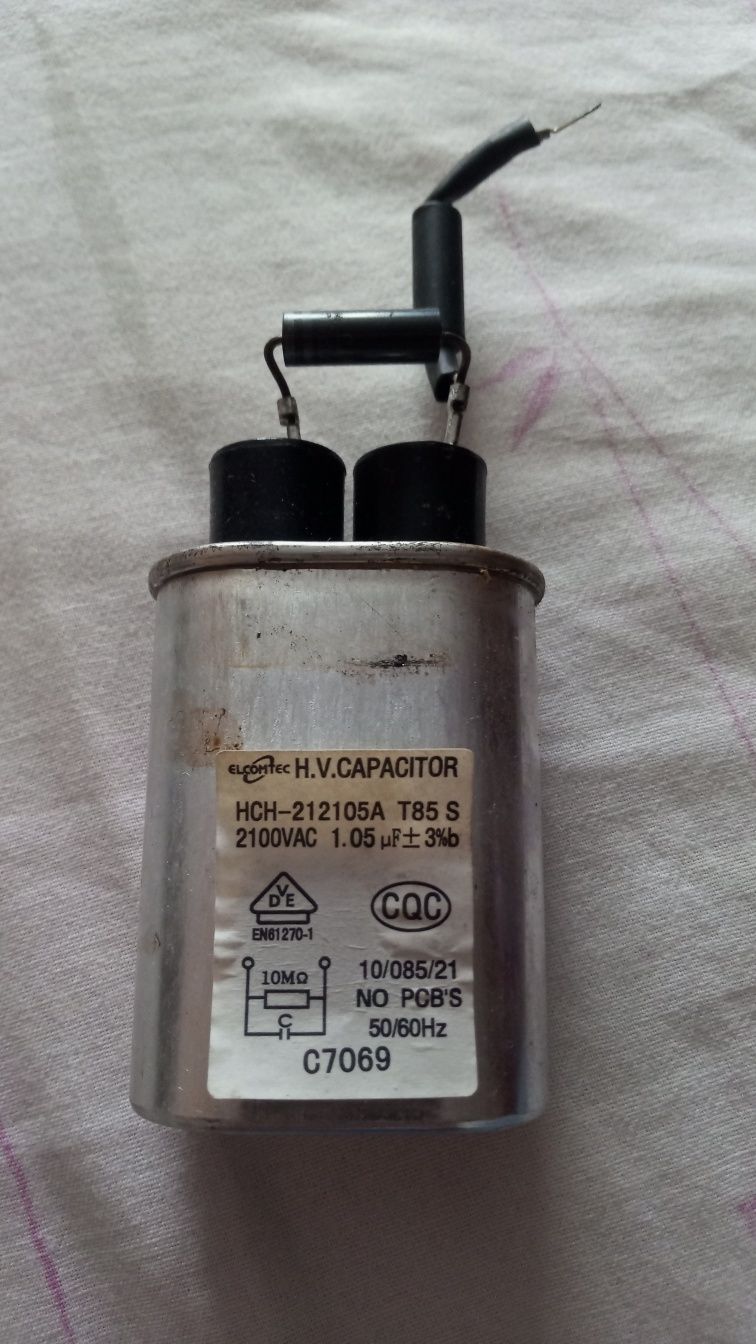 ELCOMTEC H.V.CAPACITOR
HCH-212105A T85 S
2100VAC 1.05 μF± 3%b
DVE
CQC
EN61270-1
10MΩ
10/085/21
NO PCB'S
C
50/60Hz
C7069